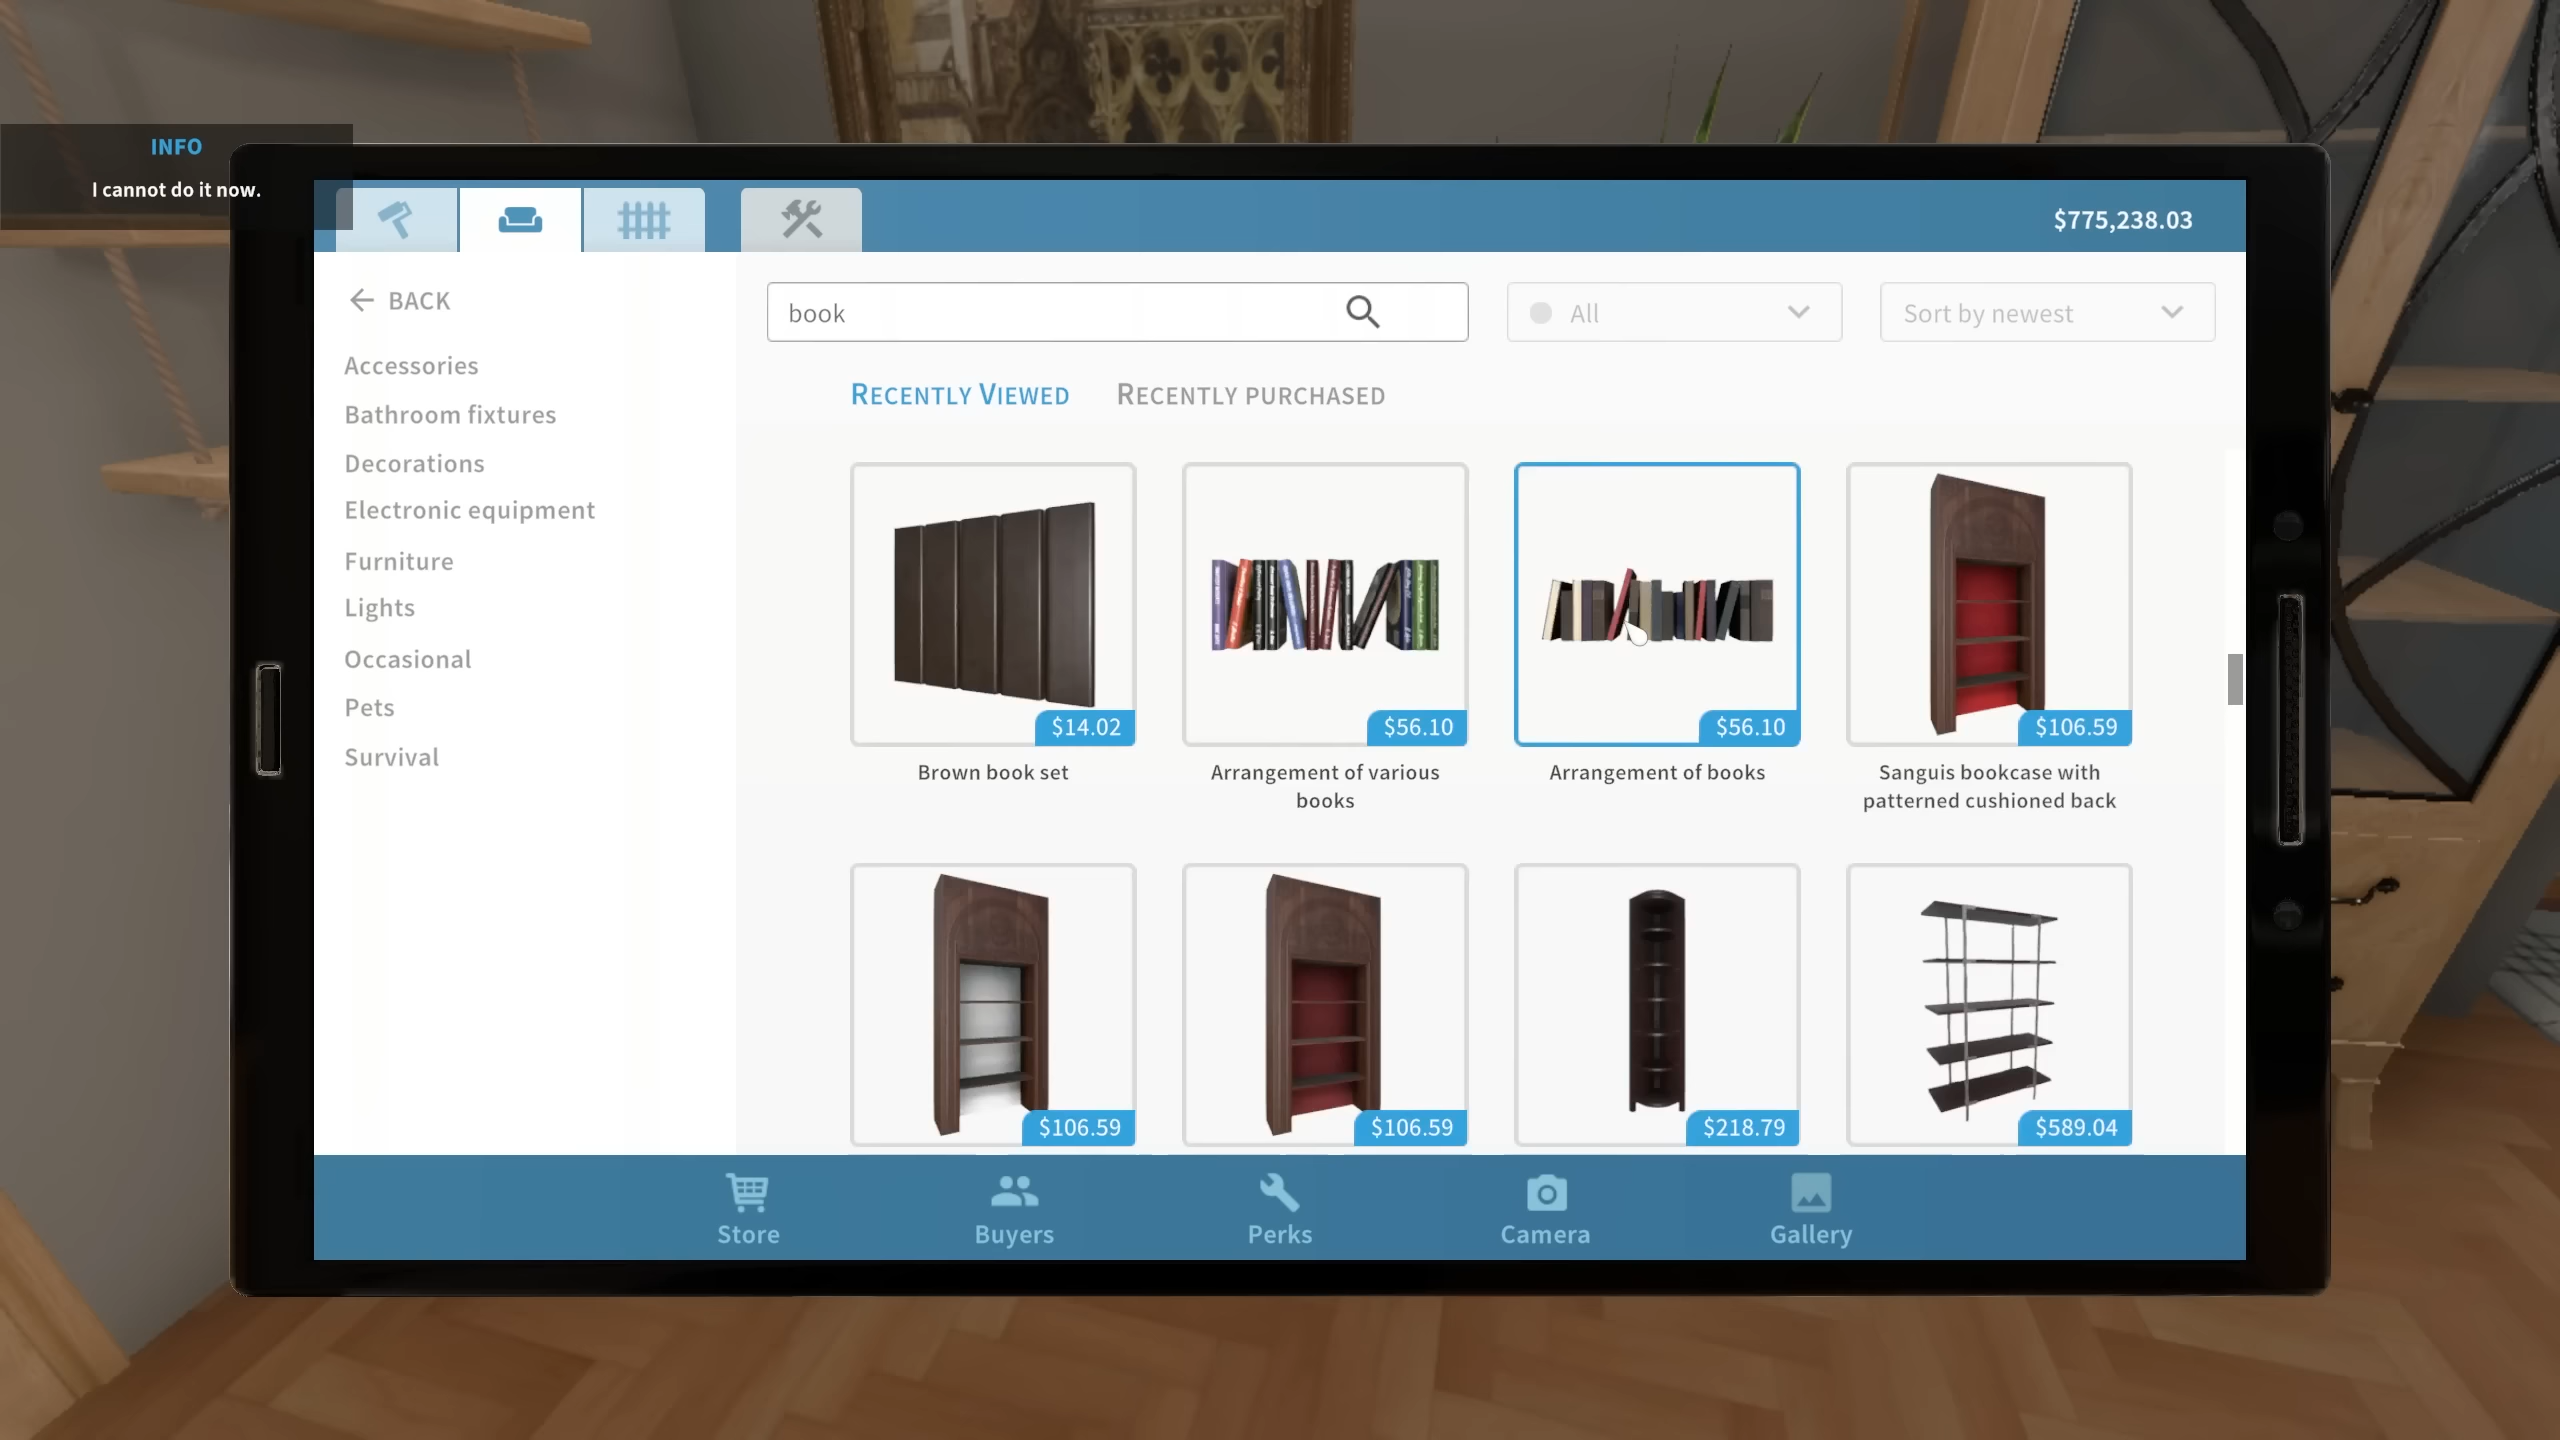 INFO
I cannot do it now.
$775,238.03
BACK
book
All
Sort by newest
Accessories
Bathroom fixtures
Decorations
Electronic equipment
Furniture
Lights
Occasional
Pets
Survival
RECENTLY VIEWED
RECENTLY PURCHASED
$14.02
$56.10
$56.10
$106.59
Brown book set
Arrangement of various
books
Arrangement of books
Sanguis bookcase with
patterned cushioned back
$106.59
$106.59
$218.79
$589.04
Store
Buyers
Perks
Camera
Gallery